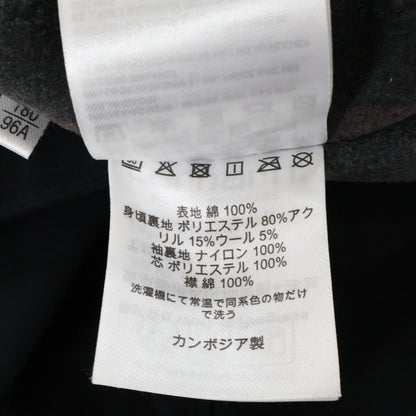 180
96A
表地 綿 100%
身頃裏地 ポリエステル 80%アク
リル 15%ウール 5%
袖裏地 ナイロン 100%
芯 ポリエステル 100%
襟 綿 100%
洗濯機にて常温で同系色の物だけ
で洗う
カンボジア製